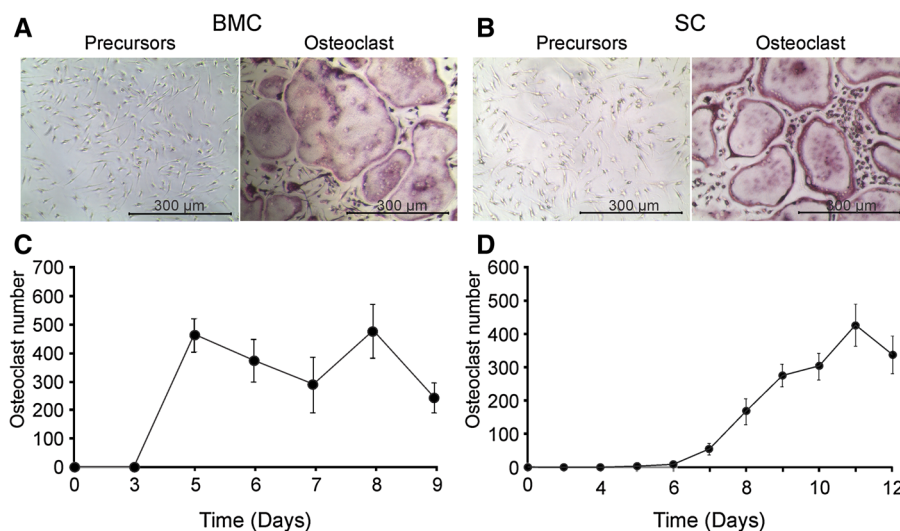 A
BMC
Precursors
Osteoclast
300 µm
300 µm
B
SC
Precursors
Osteoclast
300 µm
300 µm
C
Osteoclast number
700
600
500
400
300
200
100
0
0 3 5 6 7 8 9
Time (Days)
D
Osteoclast number
600
500
400
300
200
100
0
0 4 6 8 10 12
Time (Days)